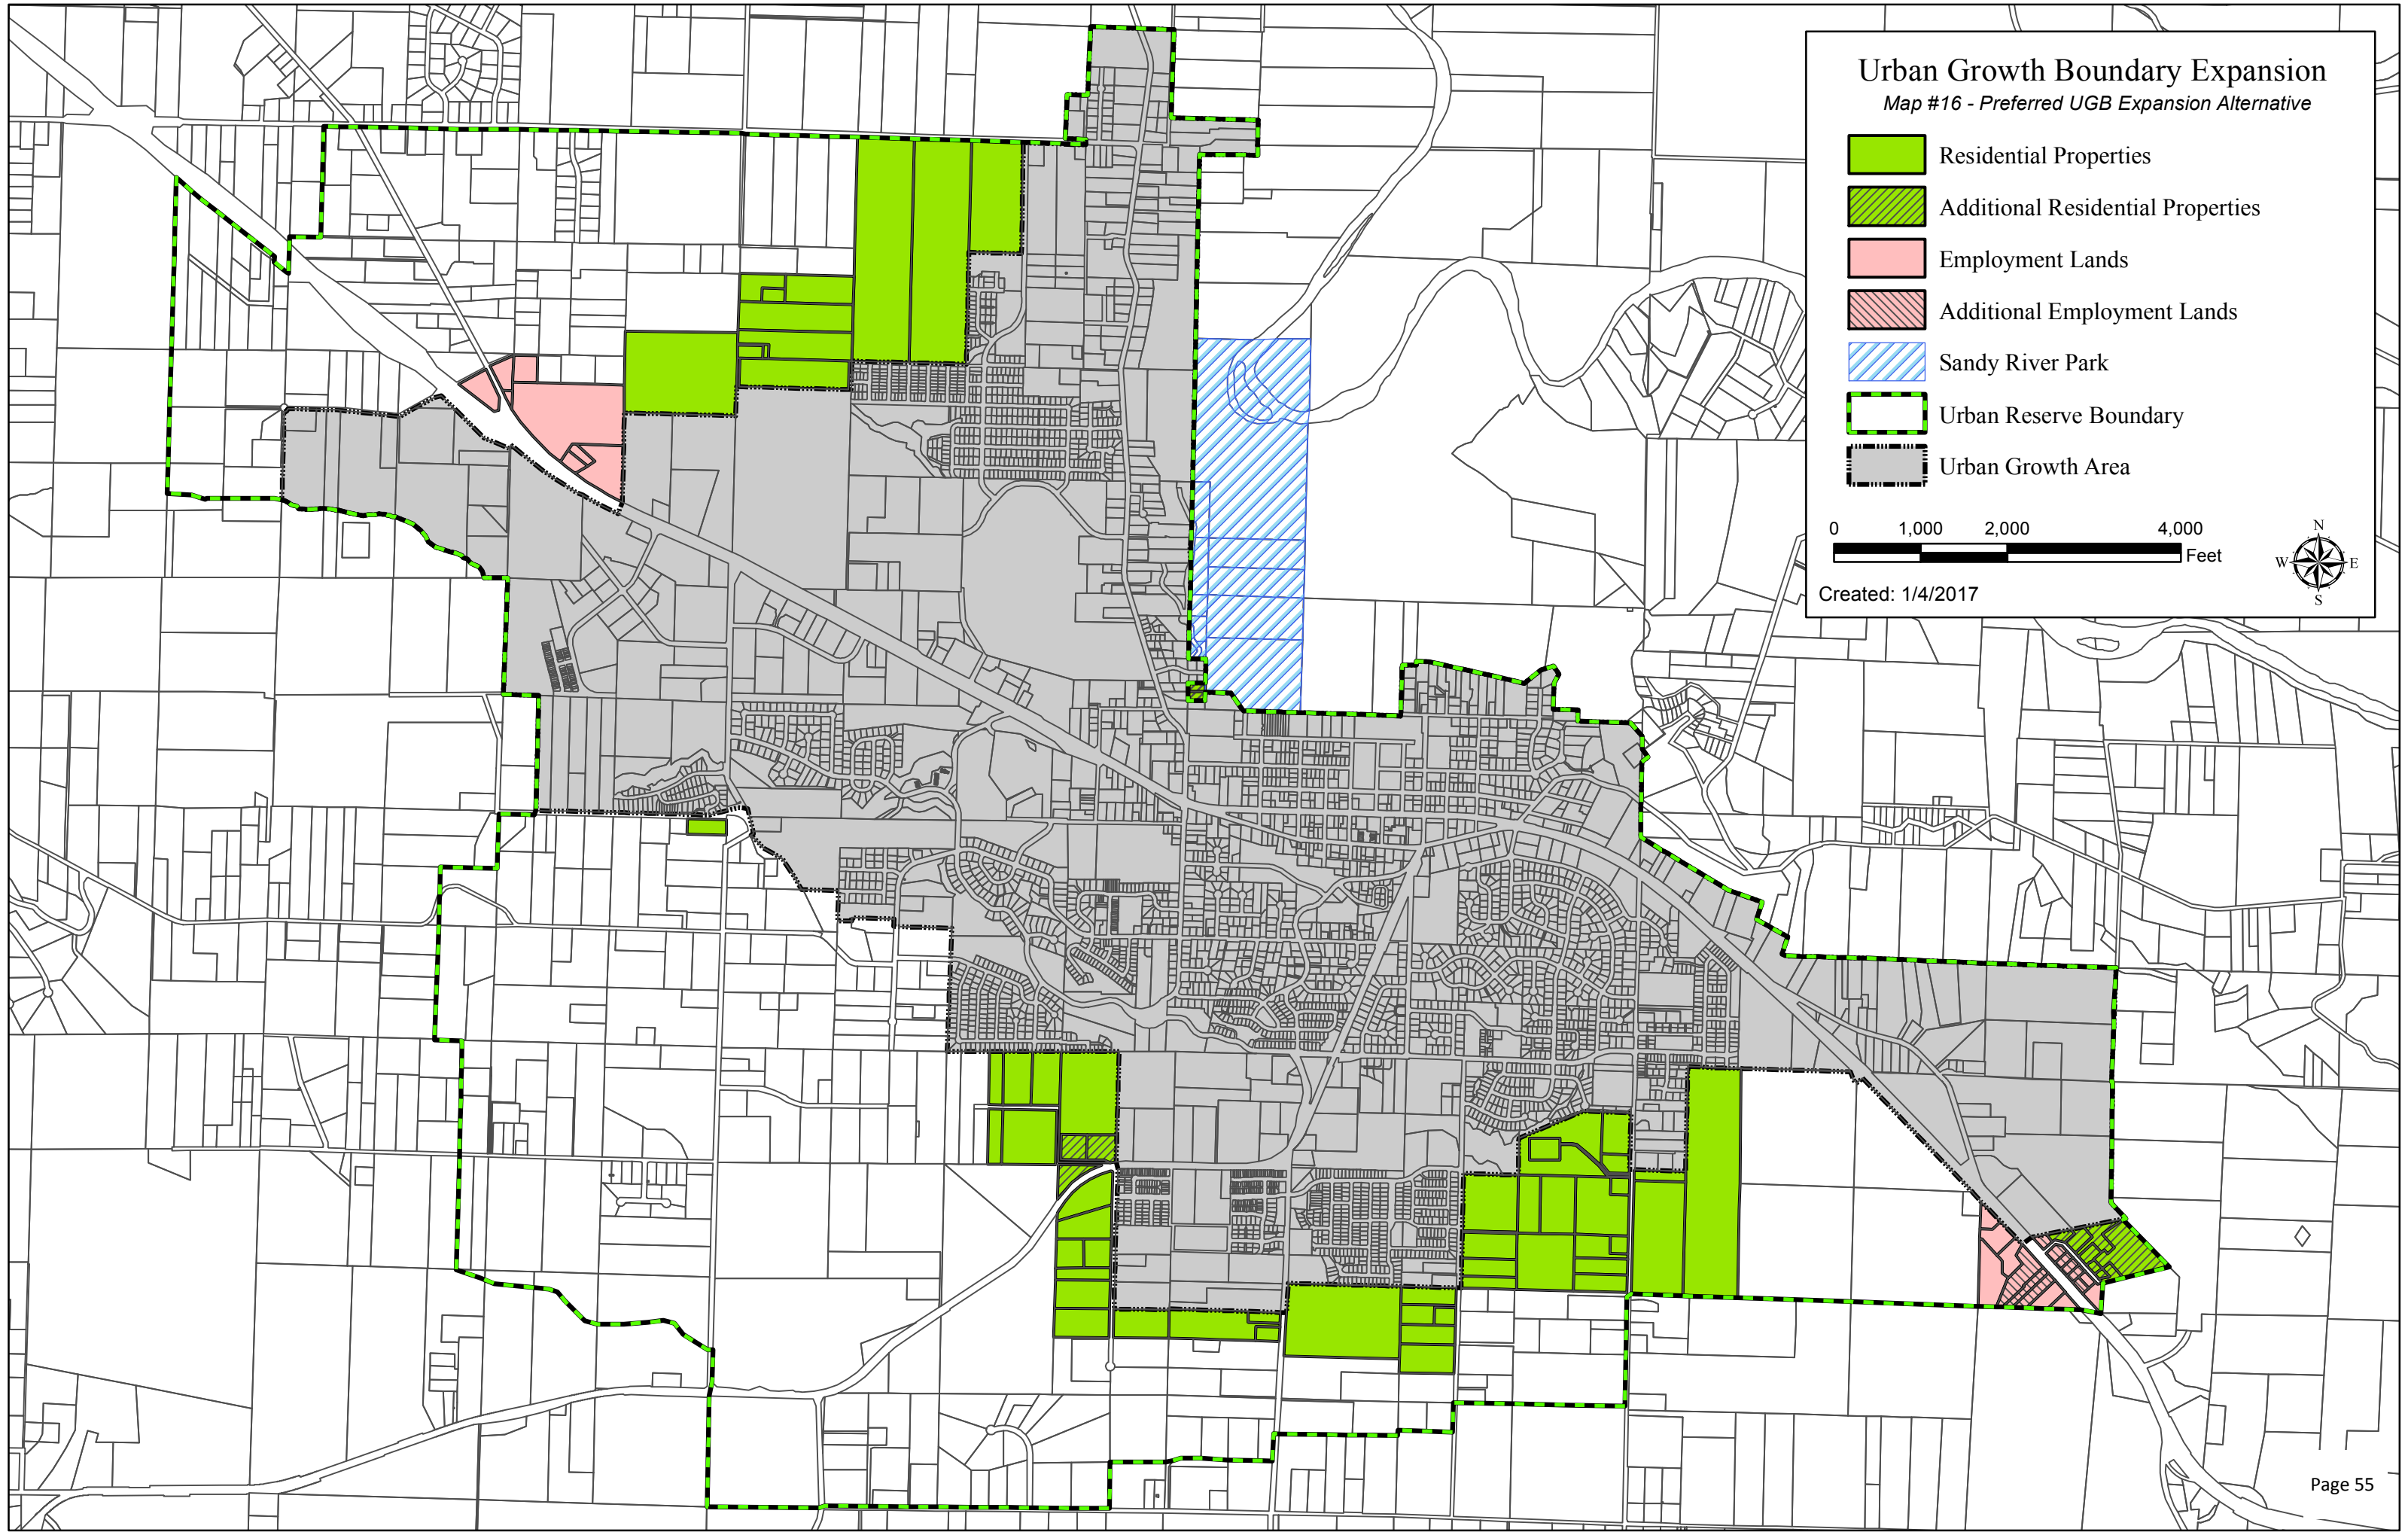 Urban Growth Boundary Expansion
Map #16 - Preferred UGB Expansion Alternative
Residential Properties
Additional Residential Properties
Employment Lands
Additional Employment Lands
Sandy River Park
Urban Reserve Boundary
Urban Growth Area
0 1,000 2,000 4,000
Feet
N
W E
S
Created: 1/4/2017
Page 55